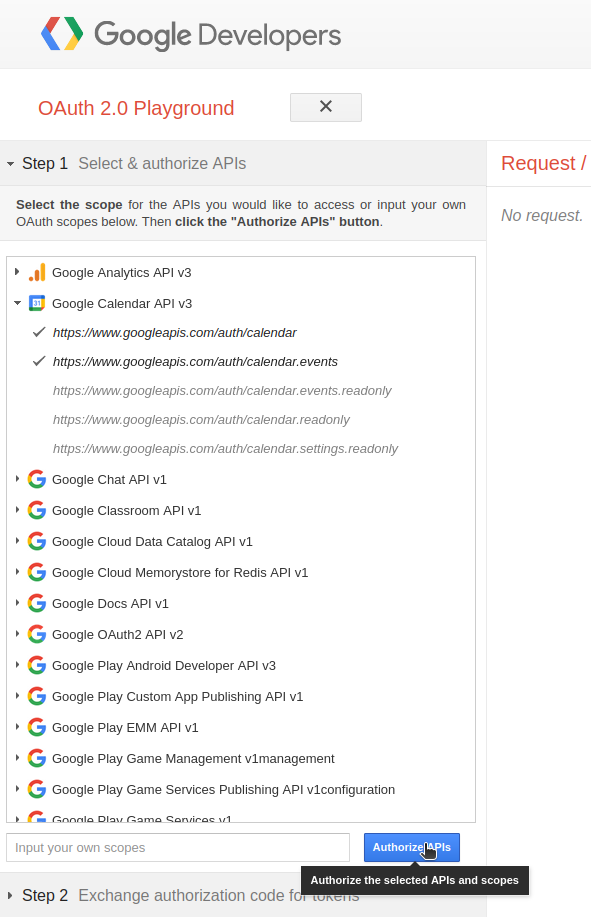 Google Developers
OAuth 2.0 Playground
Step 1 Select & authorize APIs
Request /
Select the scope for the APIs you would like to access or input your own
OAuth scopes below. Then click the "Authorize APIs" button.
No request.
Google Analytics API v3
31 Google Calendar API v3
https://www.googleapis.com/auth/calendar
https://www.googleapis.com/auth/calendar.events
https://www.googleapis.com/auth/calendar.events.readonly
https://www.googleapis.com/auth/calendar.readonly
https://www.googleapis.com/auth/calendar.settings.readonly
Google Chat API v1
Google Classroom API v1
Google Cloud Data Catalog API v1
Google Cloud Memorystore for Redis API v1
Google Docs API v1
Google OAuth2 API v2
Google Play Android Developer API v3
Google Play Custom App Publishing API v1
Google Play EMM API v1
Google Play Game Management v1management
Google Play Game Services Publishing API v1configuration
Google Play Game Services v1
Input your own scopes
Authorize APIs
Authorize the selected APIs and scopes
Step 2 Exchange authorization code for tokens